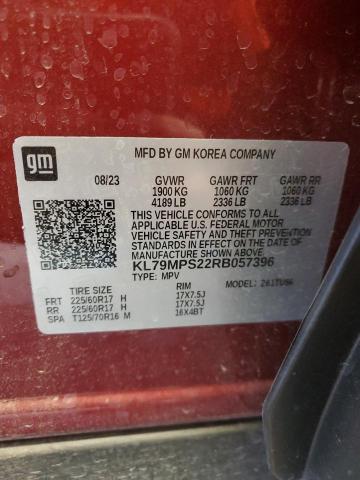 gm
MFD BY GM KOREA COMPANY
08/23 GVWR GAWR FRT GAWR RR
1900 KG 1060 KG 1060 KG
4189 LB 2336 LB 2336 LB
THIS VEHICLE CONFORMS TO ALL
APPLICABLE U.S. FEDERAL MOTOR
VEHICLE SAFETY AND THEFT PREVENTION
STANDARDS IN EFFECT ON THE DATE
OF MANUFACTURE SHOWN ABOVE.
KL79MPS22RB057396
TYPE: MPV
TIRE SIZE RIM
FRT 225/60R17 H 17X7.5J
RR 225/60R17 H 17X7.5J
SPA T125/70R16 M 16X4BT